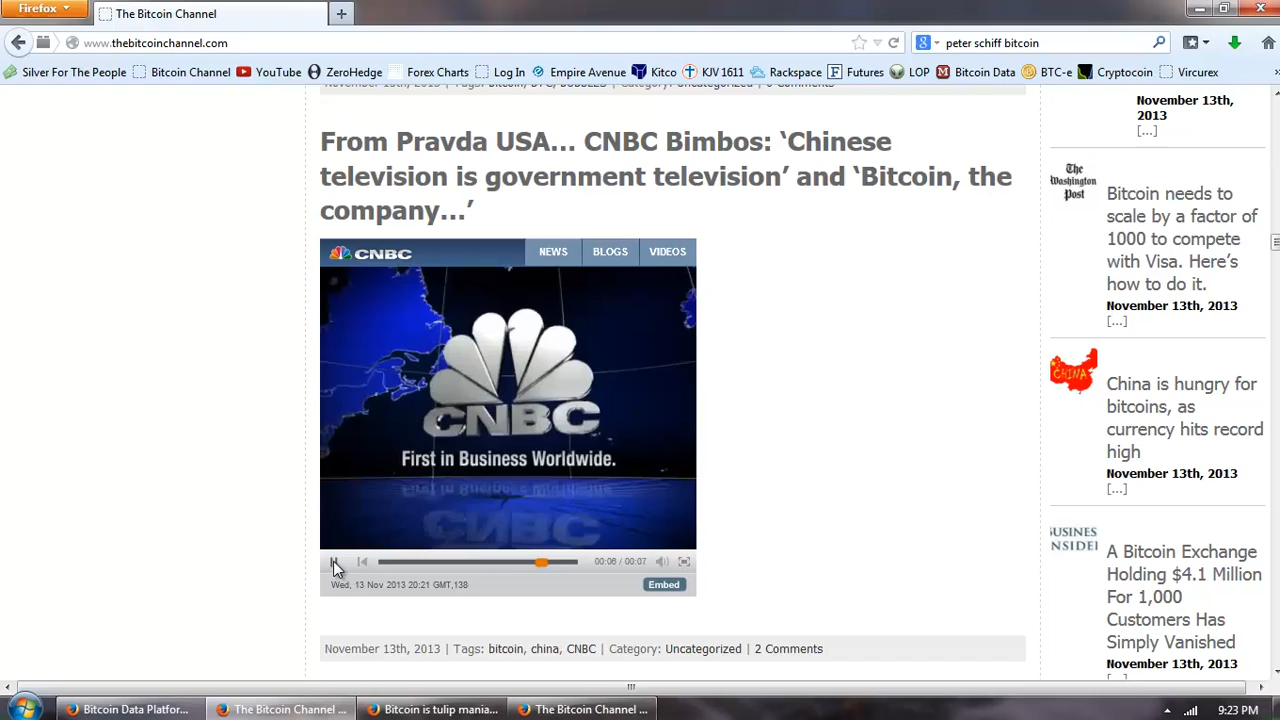 Firefox
The Bitcoin Channel
www.thebitcoinchannel.com
peter schiff bitcoin
Silver For The People
Bitcoin Channel
YouTube
ZeroHedge
Forex Charts
Log In
Empire Avenue
Kitco
KJV 1611
Rackspace
Futures
LOP
Bitcoin Data
BTC-e
Cryptocoin
Vircurex
From Pravda USA... CNBC Bimbos: ‘Chinese
television is government television’ and ‘Bitcoin, the
company...’
CNBC
NEWS
BLOGS
VIDEOS
CNBC
First in Business Worldwide.
00:06 / 00:07
Wed, 13 Nov 2013 20:21 GMT,138
Embed
November 13th, 2013 | Tags: bitcoin, china, CNBC | Category: Uncategorized | 2 Comments
November 13th,
2013
[...]
The
Washington
Post
Bitcoin needs to
scale by a factor of
1000 to compete
with Visa. Here’s
how to do it.
November 13th, 2013
[...]
CHINA
China is hungry for
bitcoins, as
currency hits record
high
November 13th, 2013
[...]
A Bitcoin Exchange
Holding $4.1 Million
For 1,000
Customers Has
Simply Vanished
November 13th, 2013
Bitcoin Data Platfor...
The Bitcoin Channel ...
Bitcoin is tulip mania...
The Bitcoin Channel ...
9:23 PM